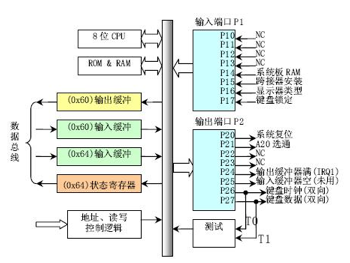 输入端口 P1
8 位 CPU
ROM & RAM
P10 NC
P11 NC
P12 NC
P13 NC
P14 系统板 RAM
P15 跨接器安装
P16 显示器类型
P17 键盘锁定
数据总线
(0x60)输出缓冲
(0x60)输入缓冲
(0x64)输入缓冲
(0x64)状态寄存器
地址、读写
控制逻辑
输出端口 P2
P20 系统复位
P21 A20 选通
P22 NC
P23 NC
P24 输出缓冲器满(IRQ1)
P25 输入缓冲器空(未用)
P26 键盘时钟(双向)
P27 键盘数据(双向)
测试
T0
T1